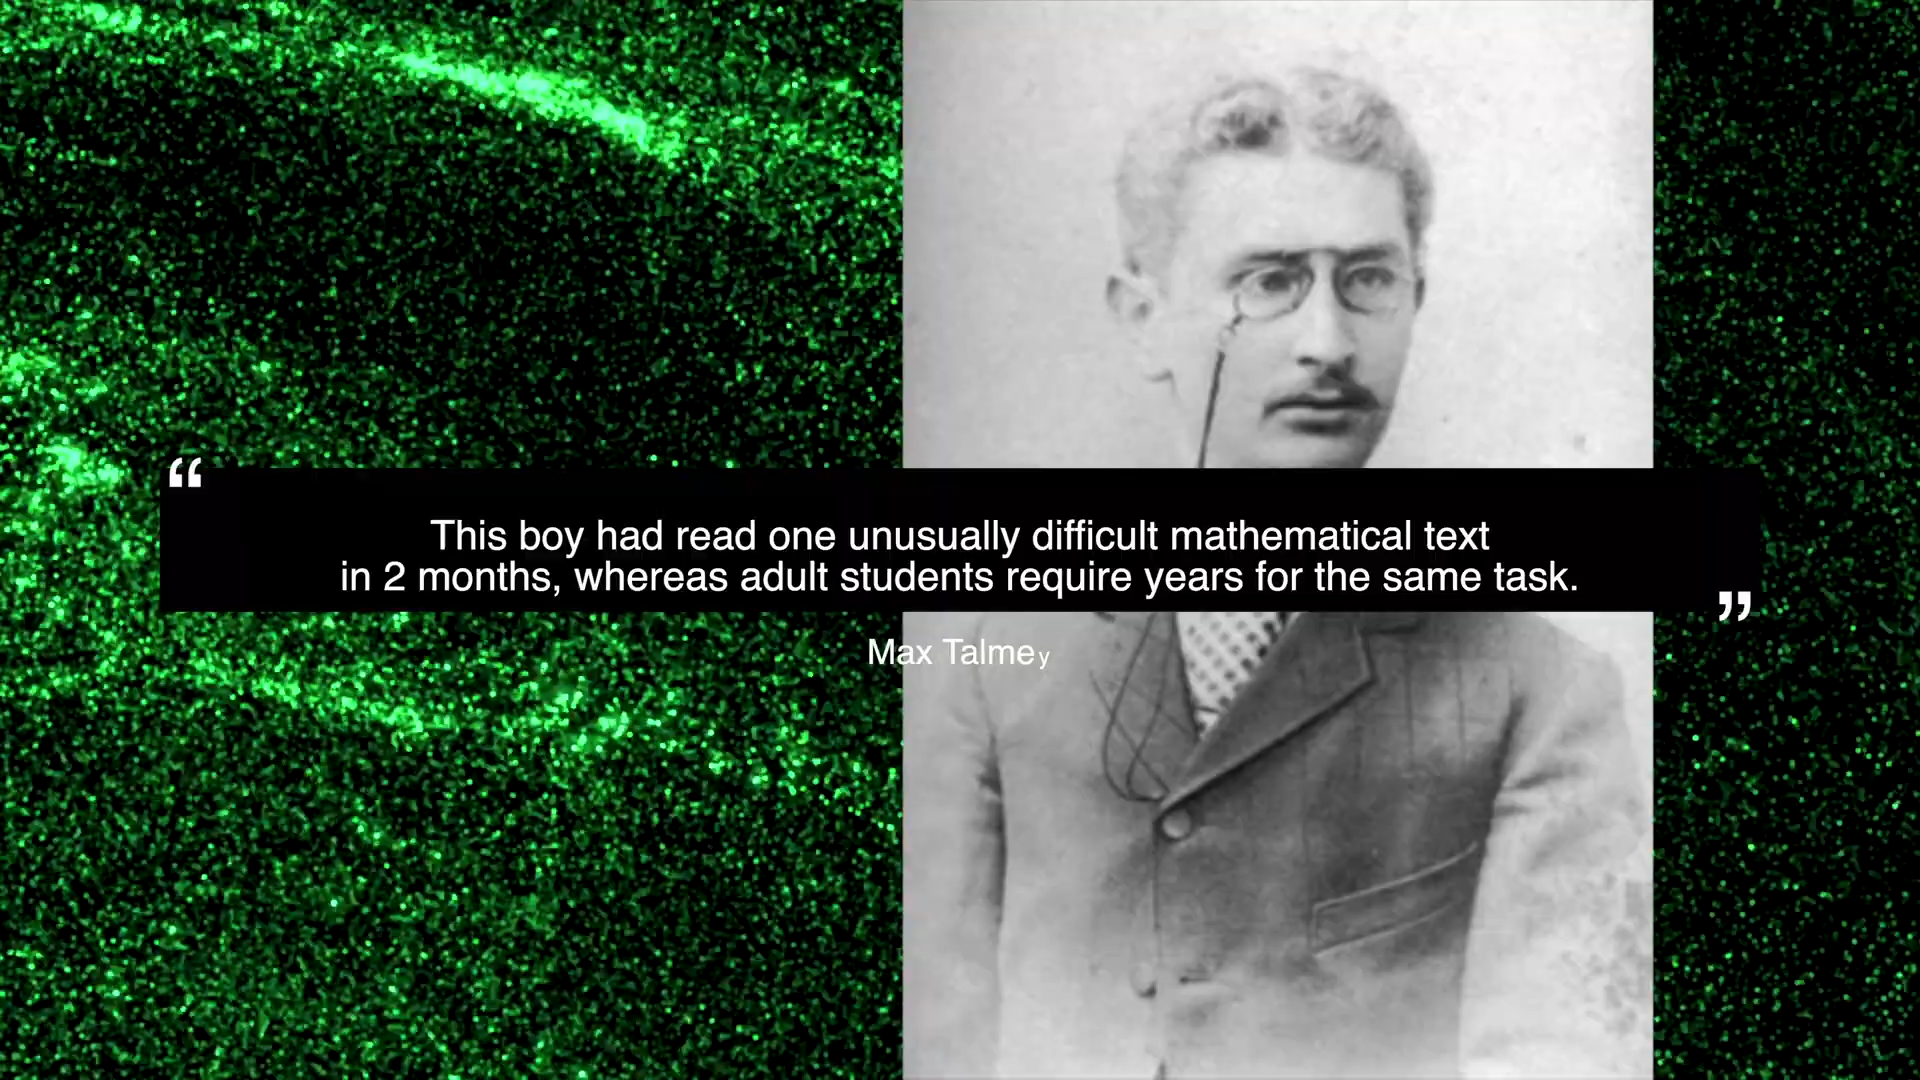 “
This boy had read one unusually difficult mathematical text
in 2 months, whereas adult students require years for the same task.
”
Max Talmey